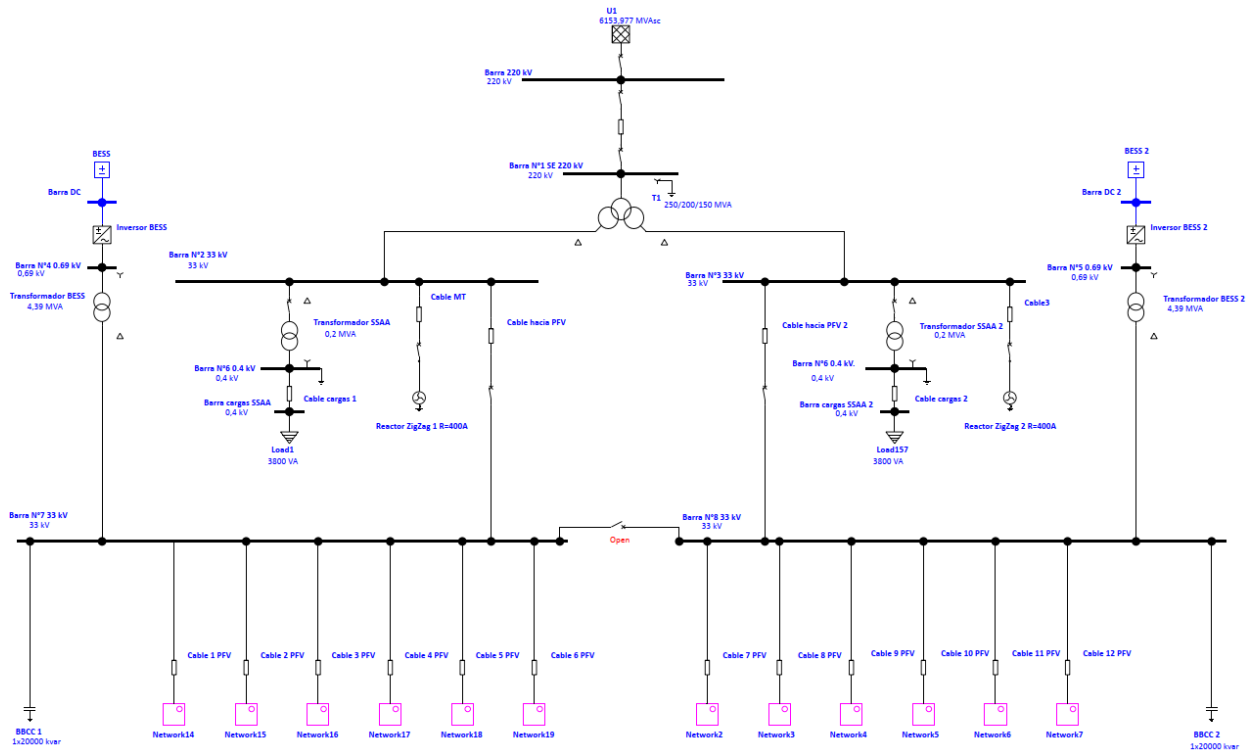 U1
6153,977 MVAsc
Barra 220 kV
220 kV
Barra N°1 SE 220 kV
220 kV
T1
250/200/150 MVA
BESS
Barra DC
Inversor BESS
Barra N°4 0.69 kV
0,69 kV
Transformador BESS
4,39 MVA
BESS 2
Barra DC 2
Inversor BESS 2
Barra N°5 0.69 kV
0,69 kV
Transformador BESS 2
4,39 MVA
Barra N°2 33 kV
33 kV
Cable MT
Transformador SSAA
0,2 MVA
Cable hacia PFV
Barra N°6 0.4 kV
0,4 kV
Cable cargas 1
Barra cargas SSAA
0,4 kV
Reactor ZigZag 1 R=400A
Load1
3800 VA
Barra N°3 33 kV
33 kV
Cable3
Cable hacia PFV 2
Transformador SSAA 2
0,2 MVA
Barra N°6 0.4 kV.
0,4 kV
Cable cargas 2
Barra cargas SSAA 2
0,4 kV
Reactor ZigZag 2 R=400A
Load157
3800 VA
Barra N°7 33 kV
33 kV
Open
Barra N°8 33 kV
33 kV
Cable 1 PFV
Cable 2 PFV
Cable 3 PFV
Cable 4 PFV
Cable 5 PFV
Cable 6 PFV
Cable 7 PFV
Cable 8 PFV
Cable 9 PFV
Cable 10 PFV
Cable 11 PFV
Cable 12 PFV
BBCC 1
1x20000 kvar
Network14
Network15
Network16
Network17
Network18
Network19
Network2
Network3
Network4
Network5
Network6
Network7
BBCC 2
1x20000 kvar